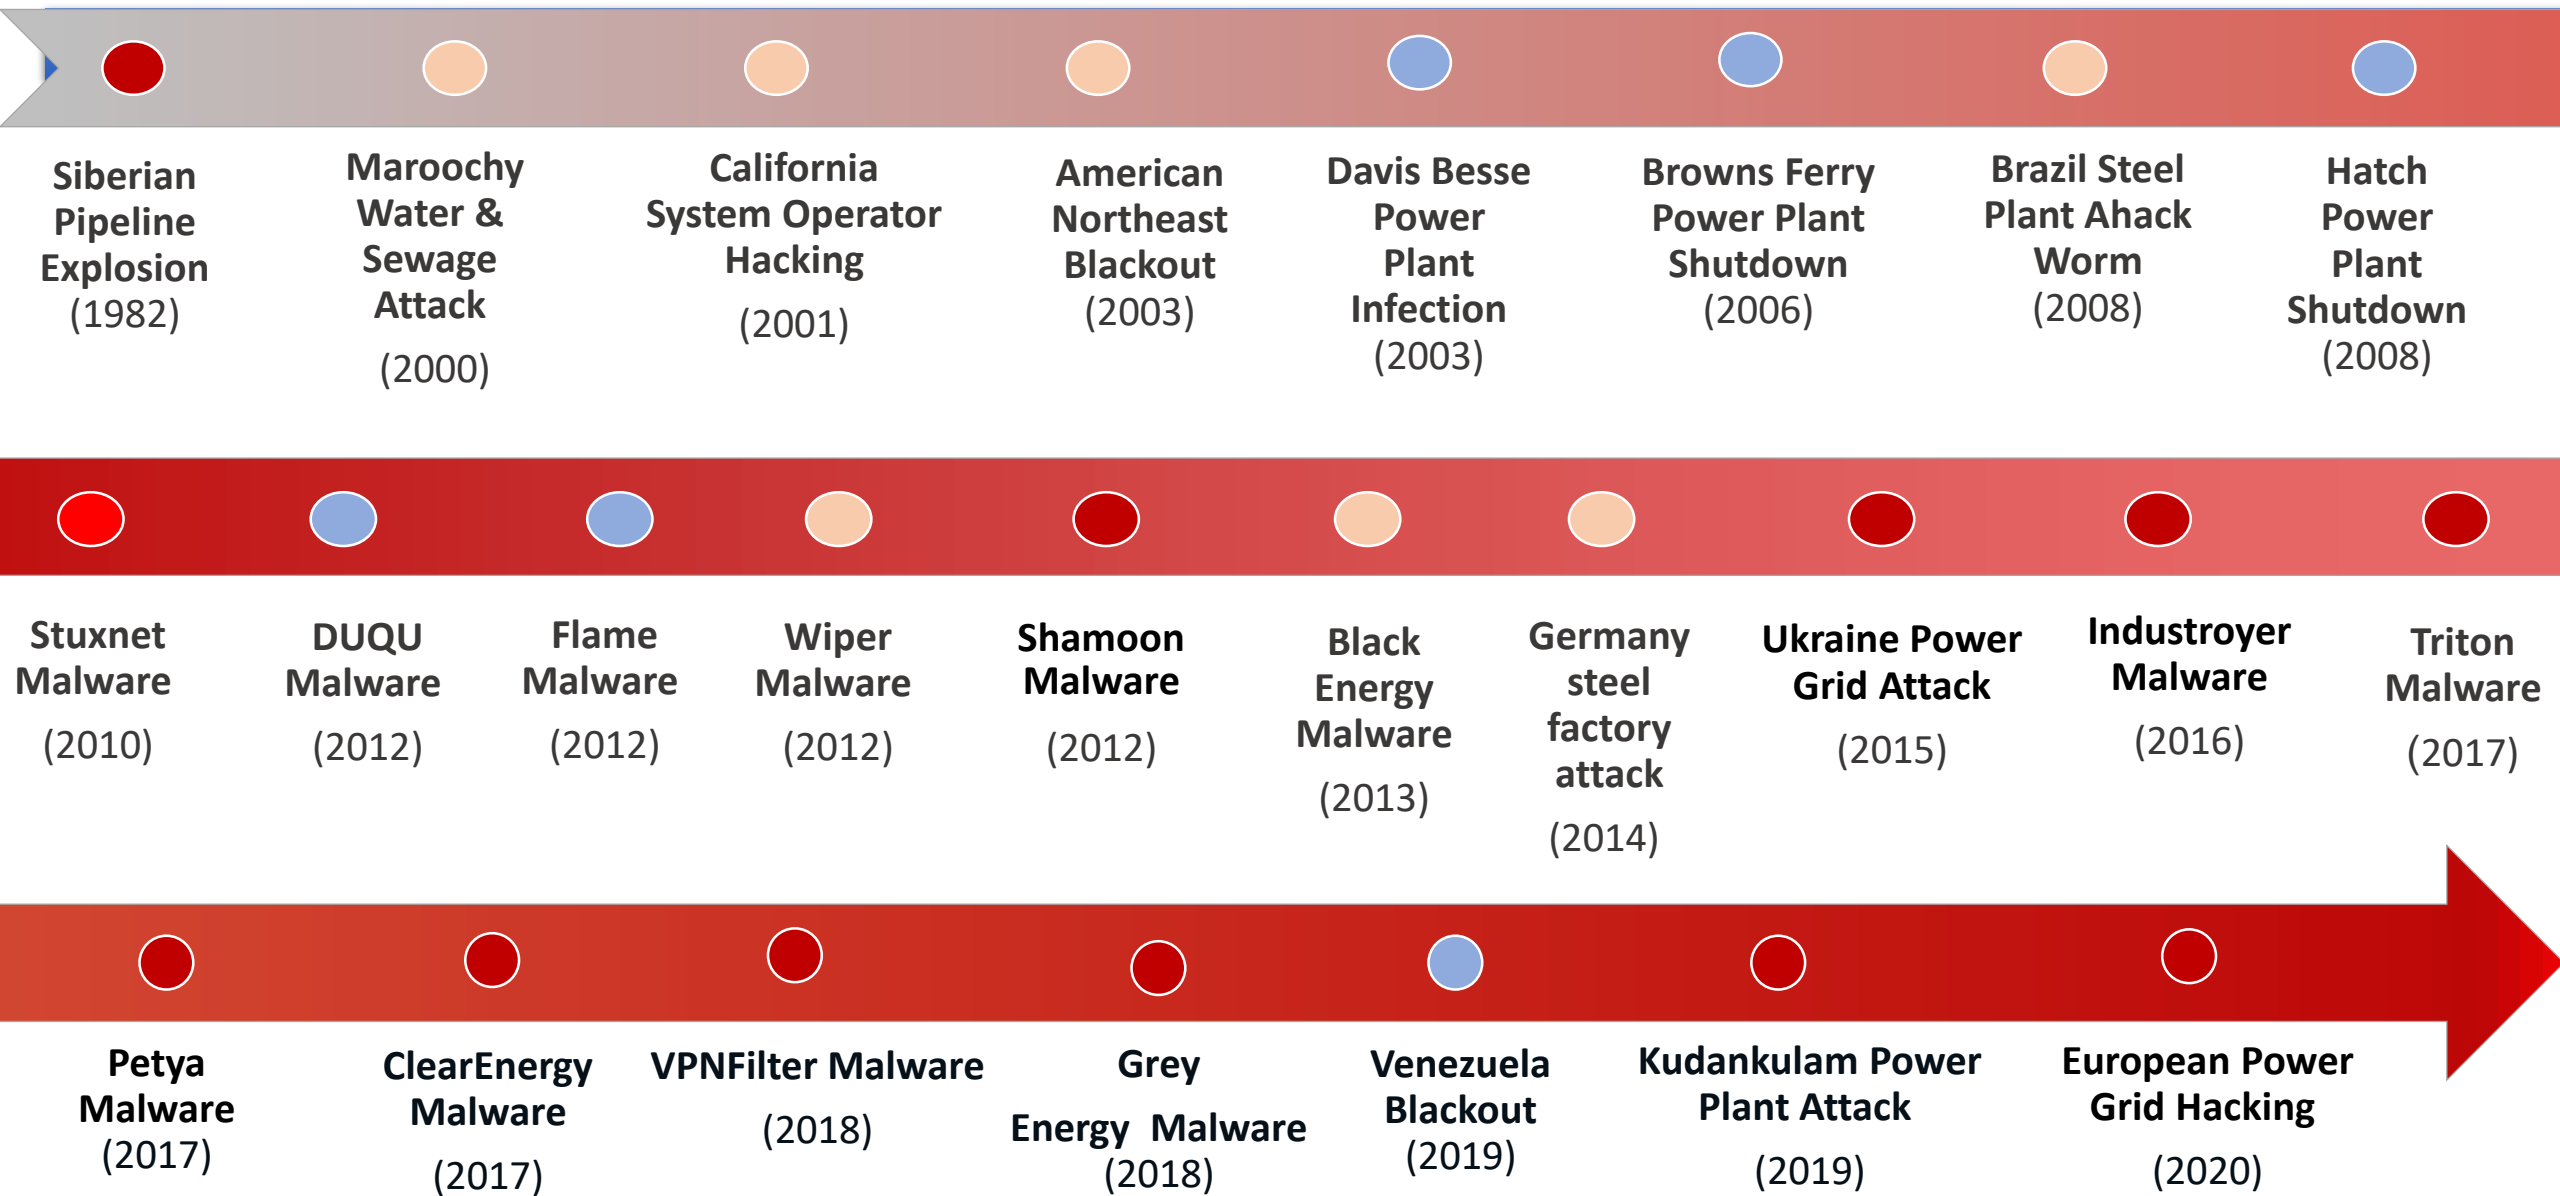 Siberian
Pipeline
Explosion
(1982)
Maroochy
Water &
Sewage
Attack
(2000)
California
System Operator
Hacking
(2001)
American
Northeast
Blackout
(2003)
Davis Besse
Power
Plant
Infection
(2003)
Browns Ferry
Power Plant
Shutdown
(2006)
Brazil Steel
Plant Ahack
Worm
(2008)
Hatch
Power
Plant
Shutdown
(2008)
Stuxnet
Malware
(2010)
DUQU
Malware
(2012)
Flame
Malware
(2012)
Wiper
Malware
(2012)
Shamoon
Malware
(2012)
Black
Energy
Malware
(2013)
Germany
steel
factory
attack
(2014)
Ukraine Power
Grid Attack
(2015)
Industroyer
Malware
(2016)
Triton
Malware
(2017)
Petya
Malware
(2017)
ClearEnergy
Malware
(2017)
VPNFilter Malware
(2018)
Grey
Energy Malware
(2018)
Venezuela
Blackout
(2019)
Kudankulam Power
Plant Attack
(2019)
European Power
Grid Hacking
(2020)